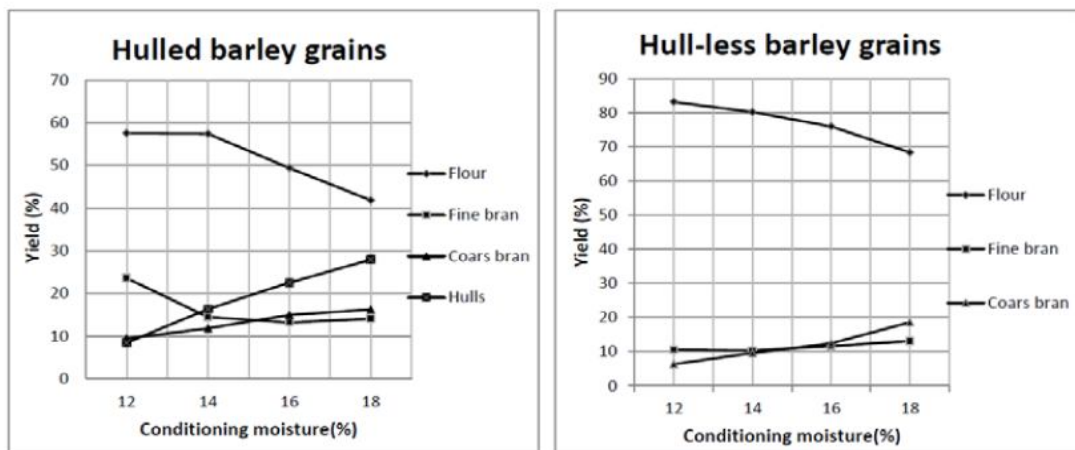 Hulled barley grains
70
60
50
40
30
20
10
0
Yield (%)
12 14 16 18
Conditioning moisture(%)
Flour
Fine bran
Coars bran
Hulls
Hull-less barley grains
90
80
70
60
50
40
30
20
10
0
Yield (%)
12 14 16 18
Conditioning moisture(%)
Flour
Fine bran
Coars bran